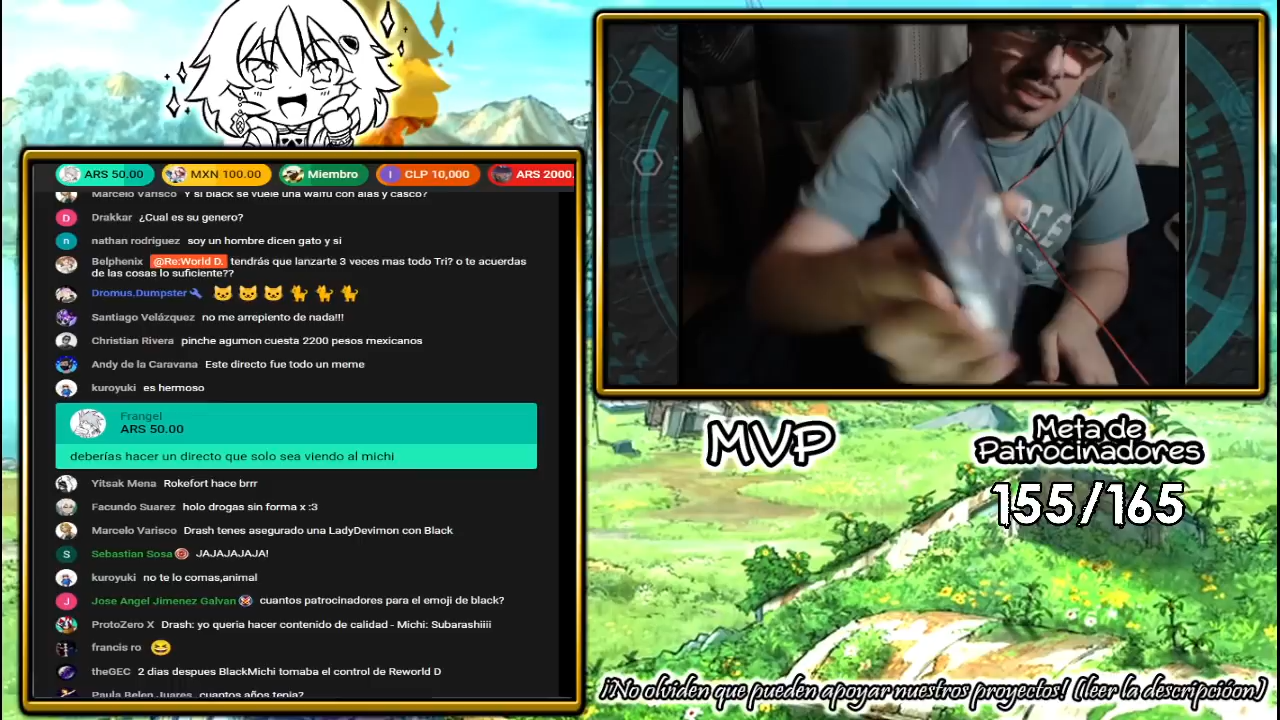 ARS 50.00
MXN 100.00
Miembro
I
CLP 10,000
ARS 2000.
Marcelo Varisco Y si black se vuele una waifu con alas y casco?
D Drakkar ¿Cual es su genero?
n nathan rodriguez soy un hombre dicen gato y si
Belphenix @Re:World D. tendrás que lanzarte 3 veces mas todo Tri? o te acuerdas
de las cosas lo suficiente??
Dromus.Dumpster
Santiago Velázquez no me arrepiento de nada!!!
Christian Rivera pinche agumon cuesta 2200 pesos mexicanos
Andy de la Caravana Este directo fue todo un meme
kuroyuki es hermoso
Frangel
ARS 50.00
deberías hacer un directo que solo sea viendo al michi
Yitsak Mena Rokefort hace brrr
Facundo Suarez holo drogas sin forma x :3
Marcelo Varisco Drash tenes asegurado una LadyDevimon con Black
S Sebastian Sosa JAJAJAJAJA!
kuroyuki no te lo comas,animal
J Jose Angel Jimenez Galvan cuantos patrocinadores para el emoji de black?
ProtoZero X Drash: yo queria hacer contenido de calidad - Michi: Subarashiiii
francis ro
theGEC 2 dias despues BlackMichi tomaba el control de Reworld D
Paula Belen Juares cuantos años tenia?
MVP
Meta de
Patrocinadores
155/165
¡¡No olviden que pueden apoyar nuestros proyectos! (leer la descripcióon)